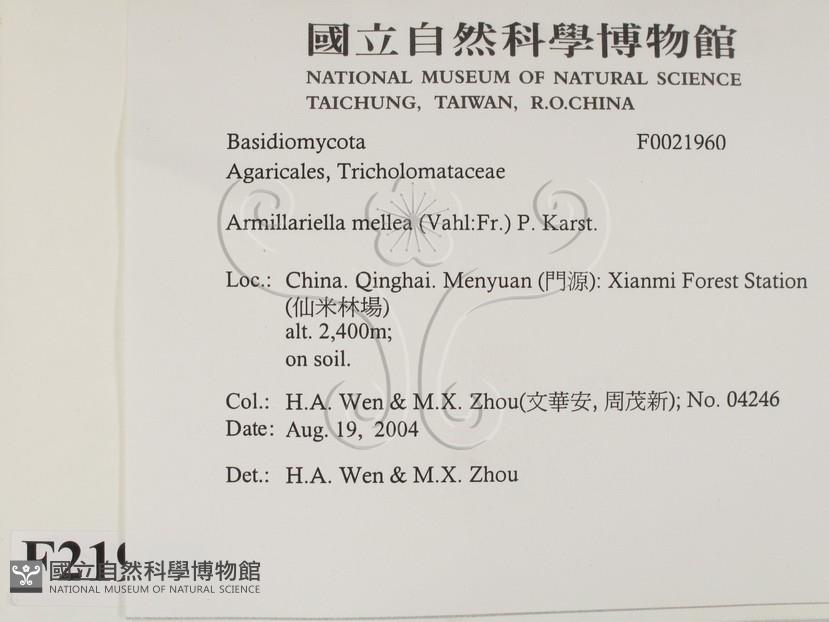 國立自然科學博物館
NATIONAL MUSEUM OF NATURAL SCIENCE
TAICHUNG, TAIWAN, R.O.CHINA
Basidiomycota F0021960
Agaricales, Tricholomataceae
Armillariella mellea (Vahl:Fr.) P. Karst.
Loc.: China. Qinghai. Menyuan (門源): Xianmi Forest Station
(仙米林場)
alt. 2,400m;
on soil.
Col.: H.A. Wen & M.X. Zhou(文華安, 周茂新); No. 04246
Date: Aug. 19, 2004
Det.: H.A. Wen & M.X. Zhou
國立自然科學博物館
NATIONAL MUSEUM OF NATURAL SCIENCE